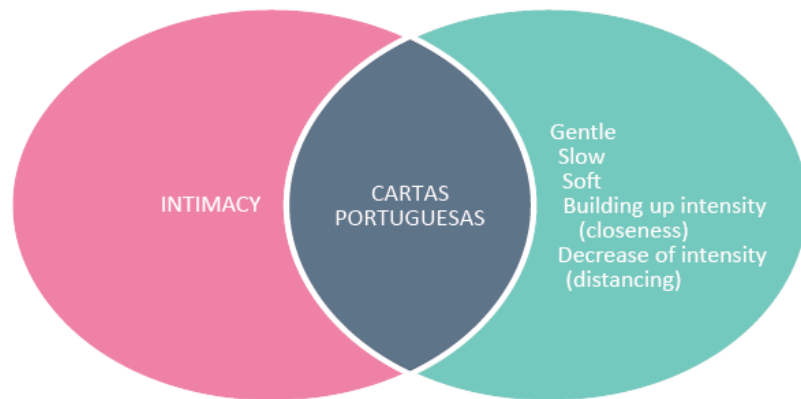 INTIMACY
CARTAS
PORTUGUESAS
Gentle
Slow
Soft
Building up intensity
(closeness)
Decrease of intensity
(distancing)